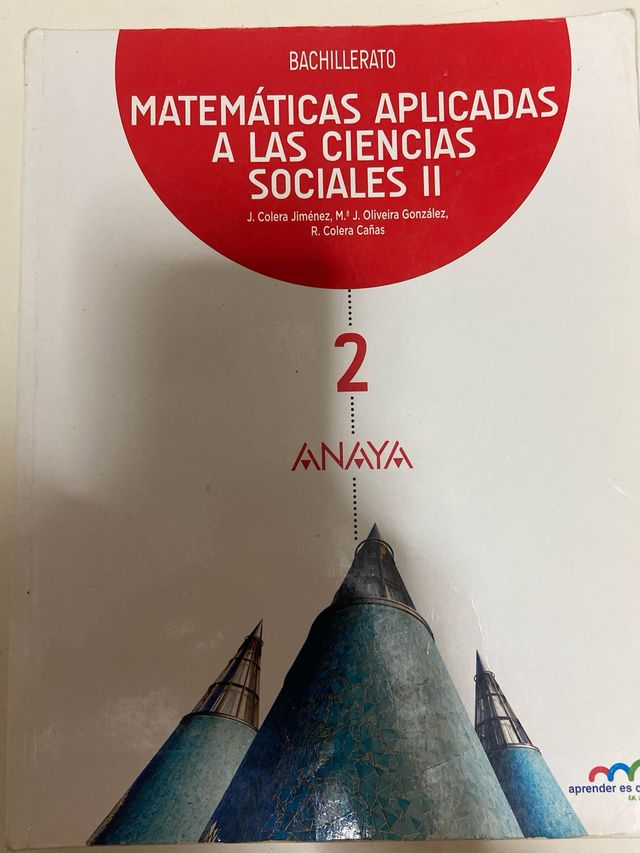 BACHILLERATO
MATEMÁTICAS APLICADAS
A LAS CIENCIAS
SOCIALES II
J. Colera Jiménez, M.ª J. Oliveira González,
R. Colera Cañas
2
ANAYA
aprender es